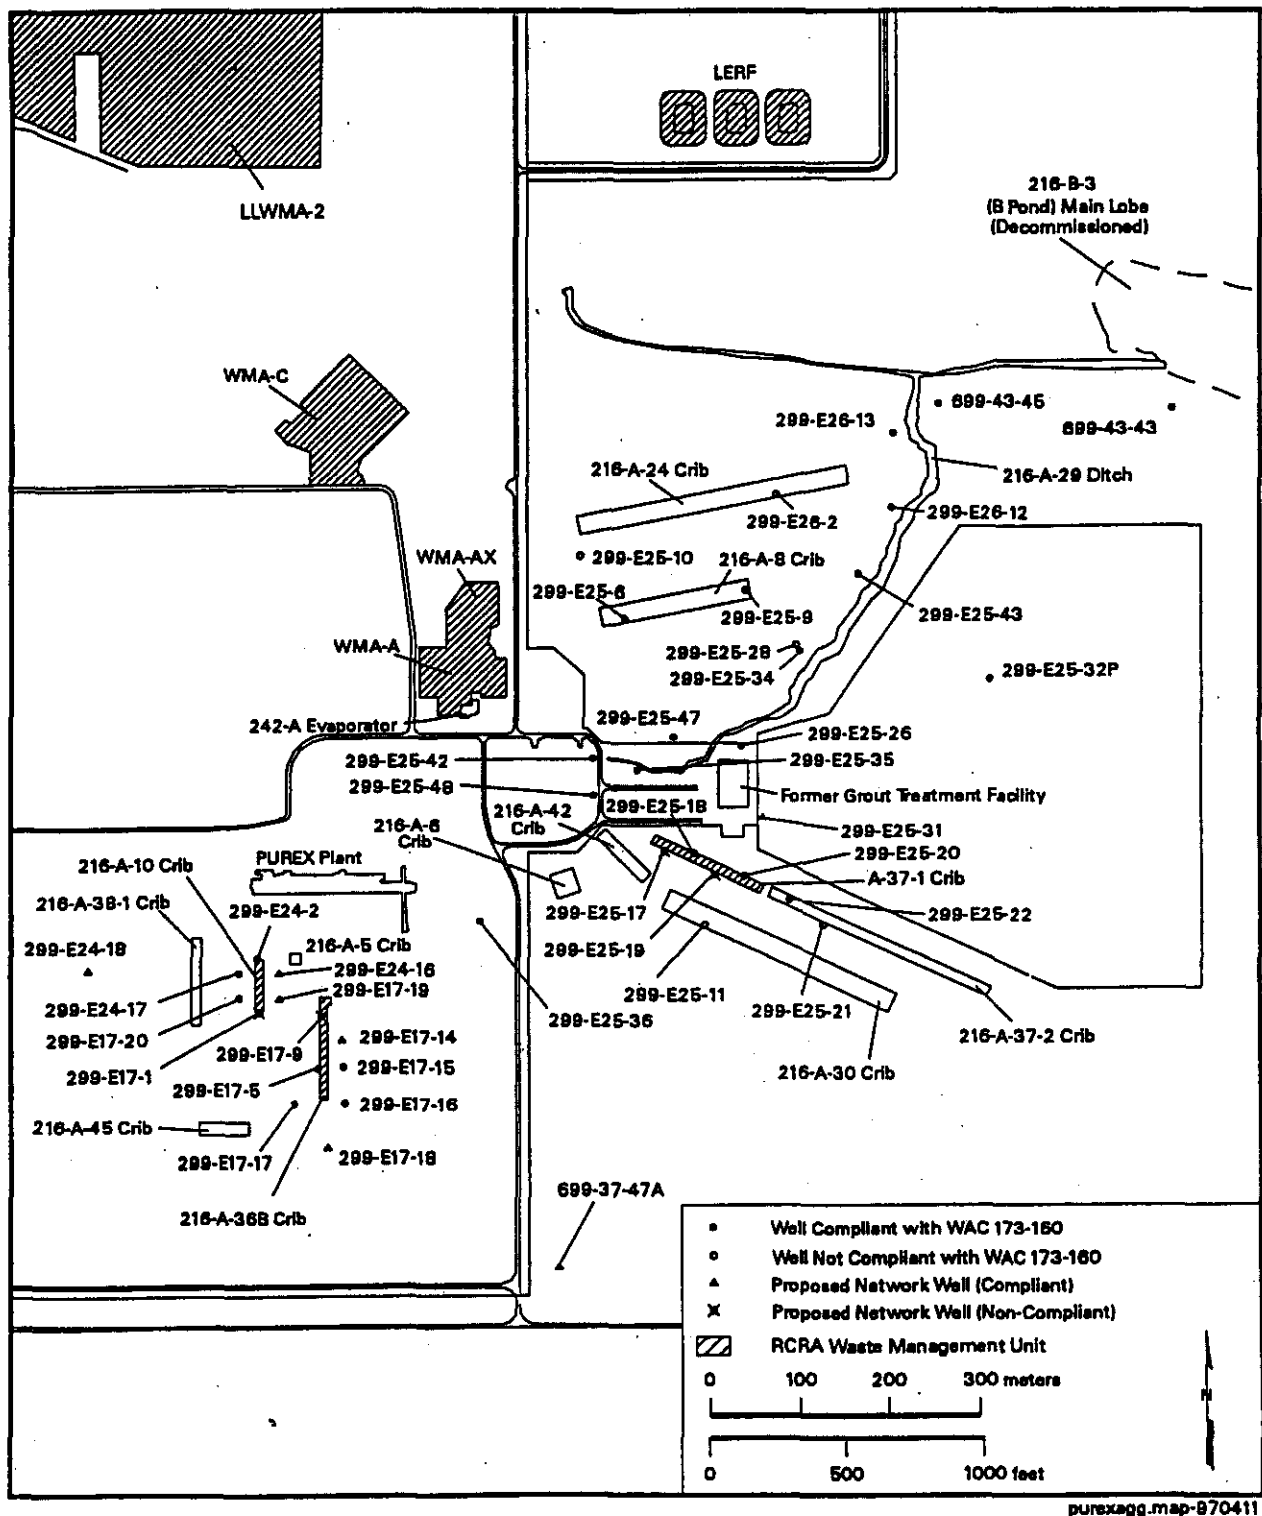 LERF
LLWMA-2
216-B-3
(B Pond) Main Lobe
(Decommissioned)
WMA-C
699-43-45
299-E26-13
699-43-43
216-A-24 Crib
216-A-29 Ditch
299-E26-2
299-E26-12
WMA-AX
299-E25-10
216-A-8 Crib
299-E25-6
299-E25-9
299-E25-43
WMA-A
299-E25-28
299-E25-34
299-E25-32P
242-A Evaporator
299-E25-47
299-E25-26
299-E25-42
299-E25-35
299-E25-48
Former Grout Treatment Facility
216-A-42
Crib
299-E25-18
216-A-6
Crib
299-E25-31
PUREX Plant
299-E25-20
216-A-10 Crib
A-37-1 Crib
216-A-38-1 Crib
299-E24-2
299-E25-17
299-E25-22
299-E24-18
216-A-5 Crib
299-E25-19
299-E24-16
299-E24-17
299-E17-19
299-E25-11
299-E25-21
299-E25-36
299-E17-20
299-E17-9
299-E17-14
216-A-37-2 Crib
299-E17-1
299-E17-15
216-A-30 Crib
299-E17-5
299-E17-16
216-A-45 Crib
299-E17-17
299-E17-18
216-A-36B Crib
699-37-47A
Well Compliant with WAC 173-160
Well Not Compliant with WAC 173-160
Proposed Network Well (Compliant)
Proposed Network Well (Non-Compliant)
RCRA Waste Management Unit
0 100 200 300 meters
0 500 1000 feet
N
purexagg.map-970411